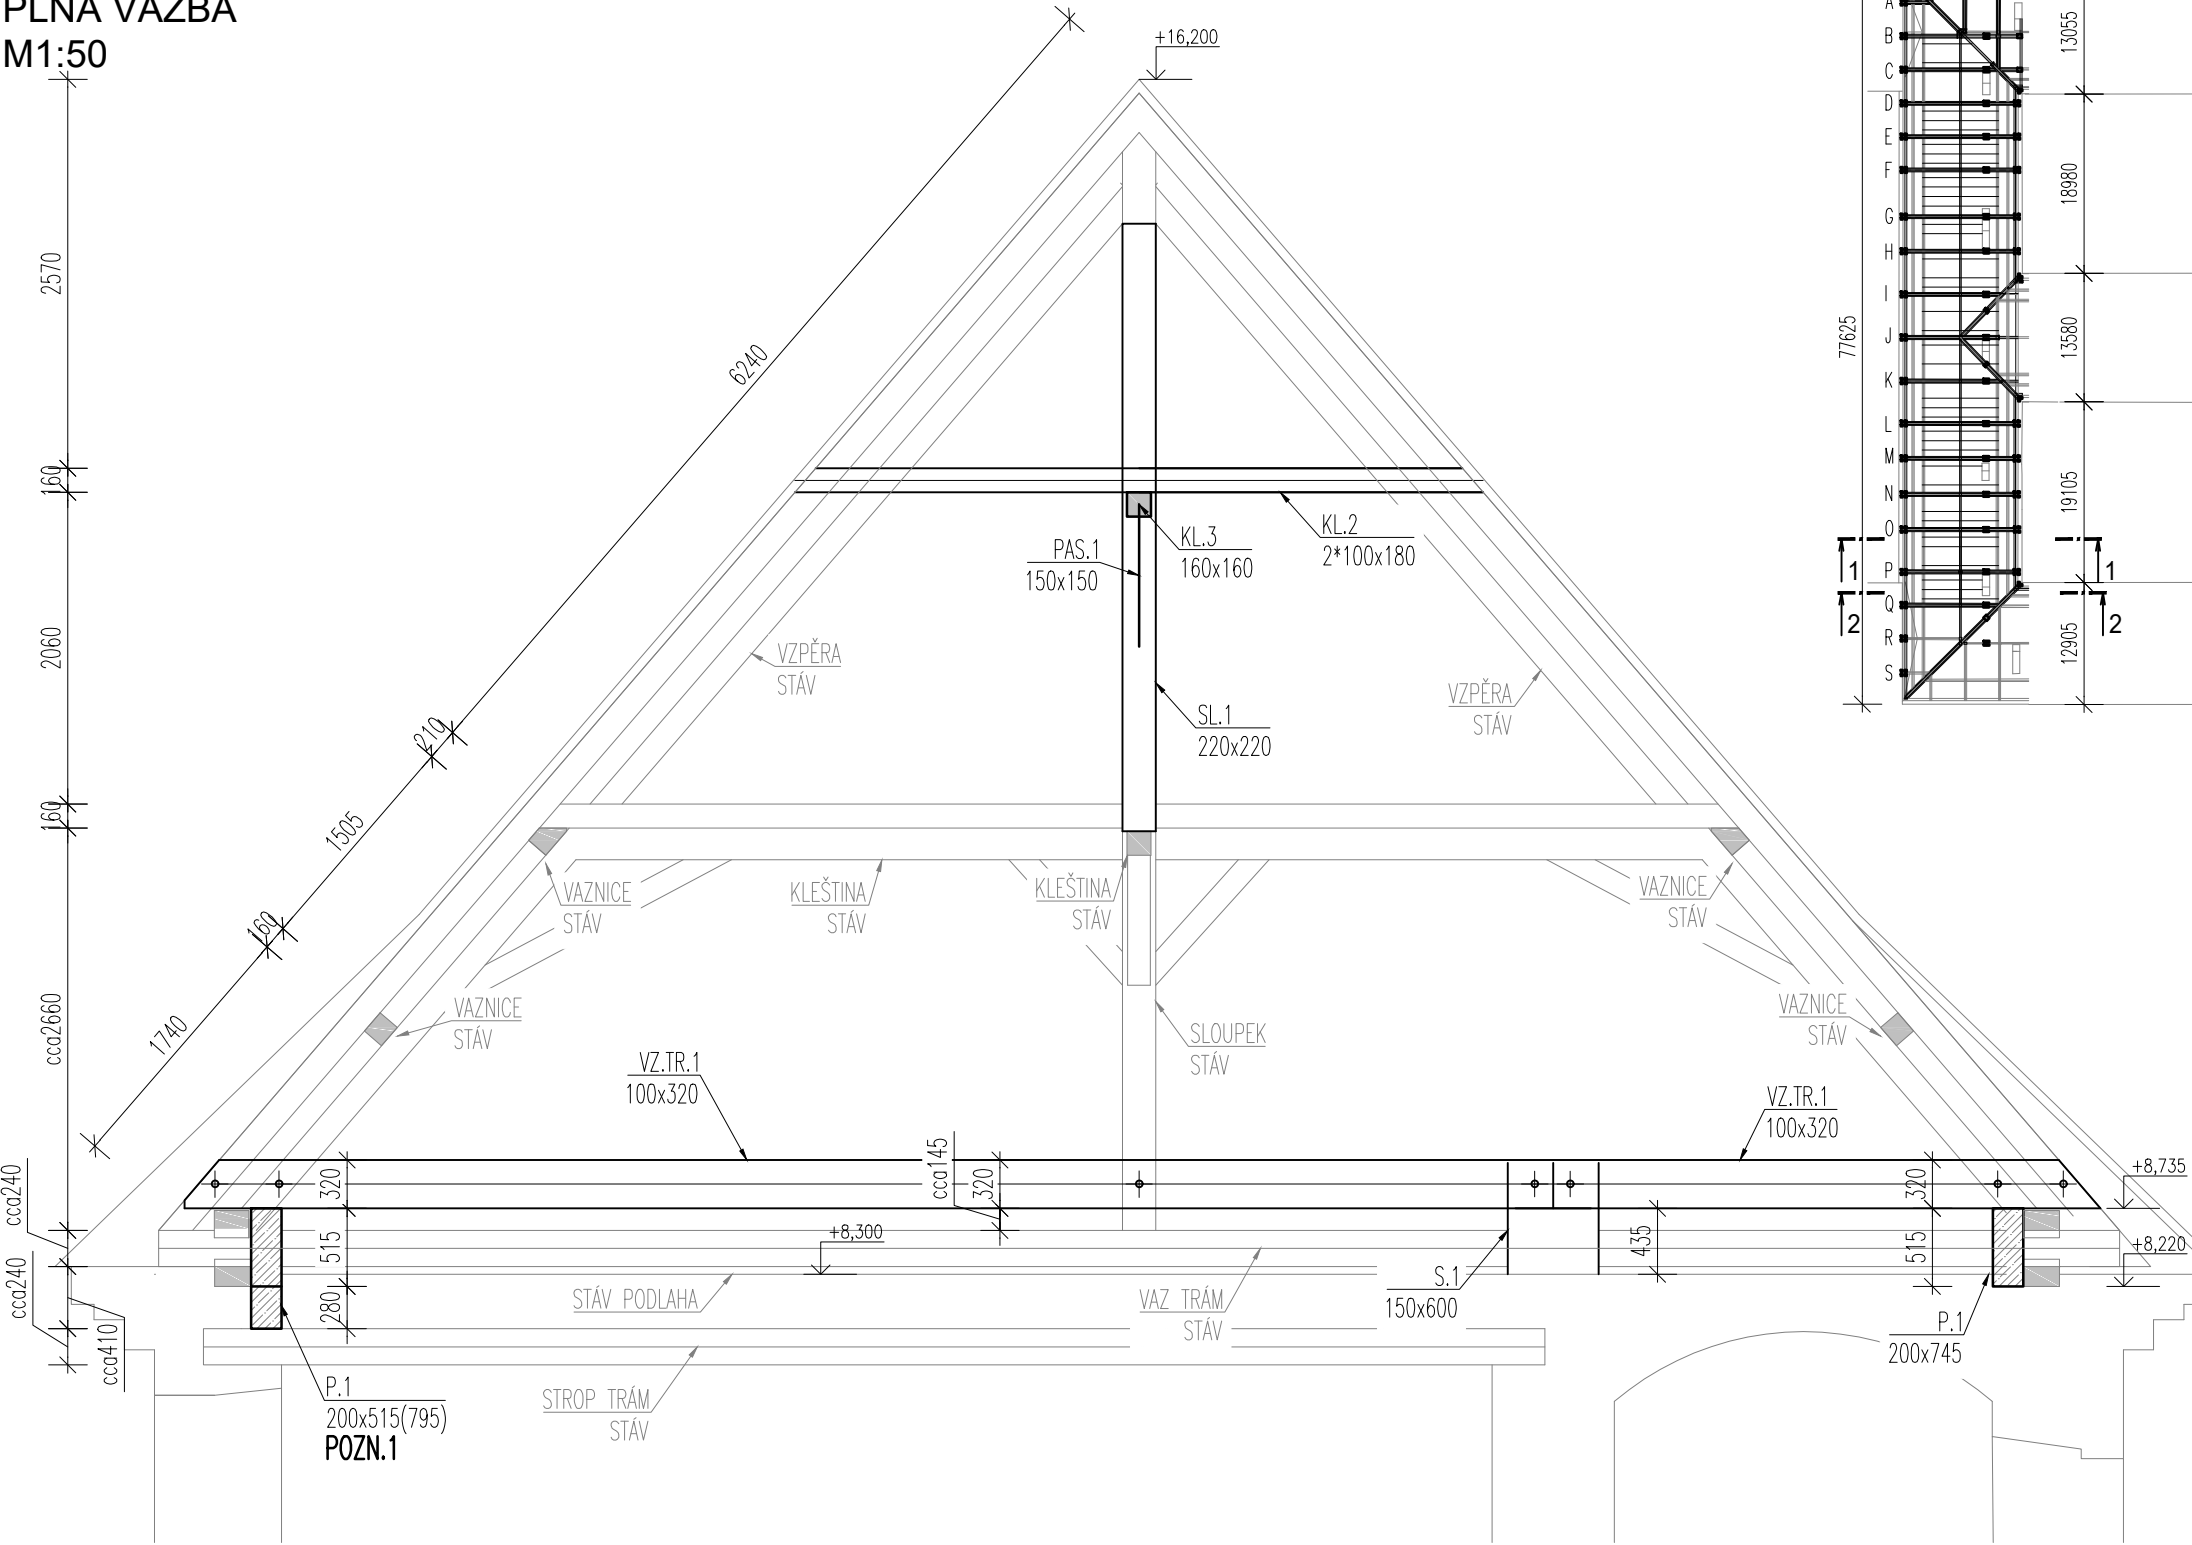 PLNÁ VAZBA
M1:50
+16,200
2570
160
2060
160
cca2660
cca240
cca240
cca410
6240
210
1505
160
1740
PAS.1
150x150
KL.3
160x160
KL.2
2*100x180
VZPĚRA
STÁV
VZPĚRA
STÁV
SL.1
220x220
VAZNICE
STÁV
KLEŠTINA
STÁV
KLEŠTINA
STÁV
VAZNICE
STÁV
VAZNICE
STÁV
SLOUPEK
STÁV
VAZNICE
STÁV
VZ.TR.1
100x320
VZ.TR.1
100x320
320
515
280
cca145
320
435
320
515
+8,735
+8,220
+8,300
STÁV PODLAHA
VAZ TRÁM
STÁV
S.1
150x600
P.1
200x745
P.1
200x515(795)
POZN.1
STROP TRÁM
STÁV
A
B
C
D
E
F
G
H
I
J
K
L
M
N
O
P
Q
R
S
77625
13055
18980
13580
19105
12905
1
1
2
2